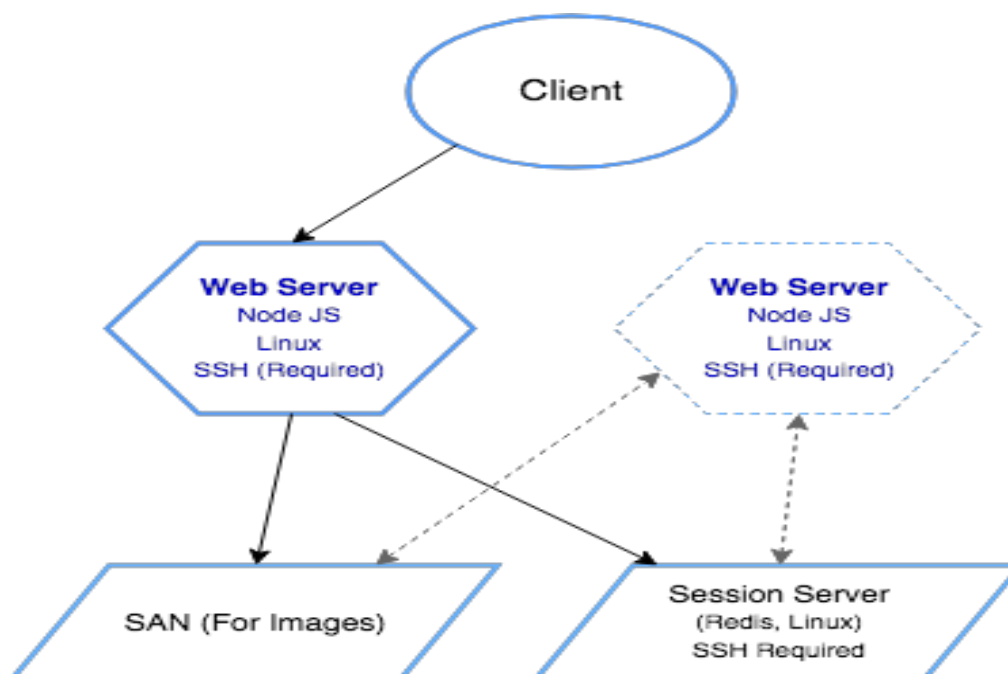 Client
Web Server
Node JS
Linux
SSH (Required)
Web Server
Node JS
Linux
SSH (Required)
SAN (For Images)
Session Server
(Redis, Linux)
SSH Required